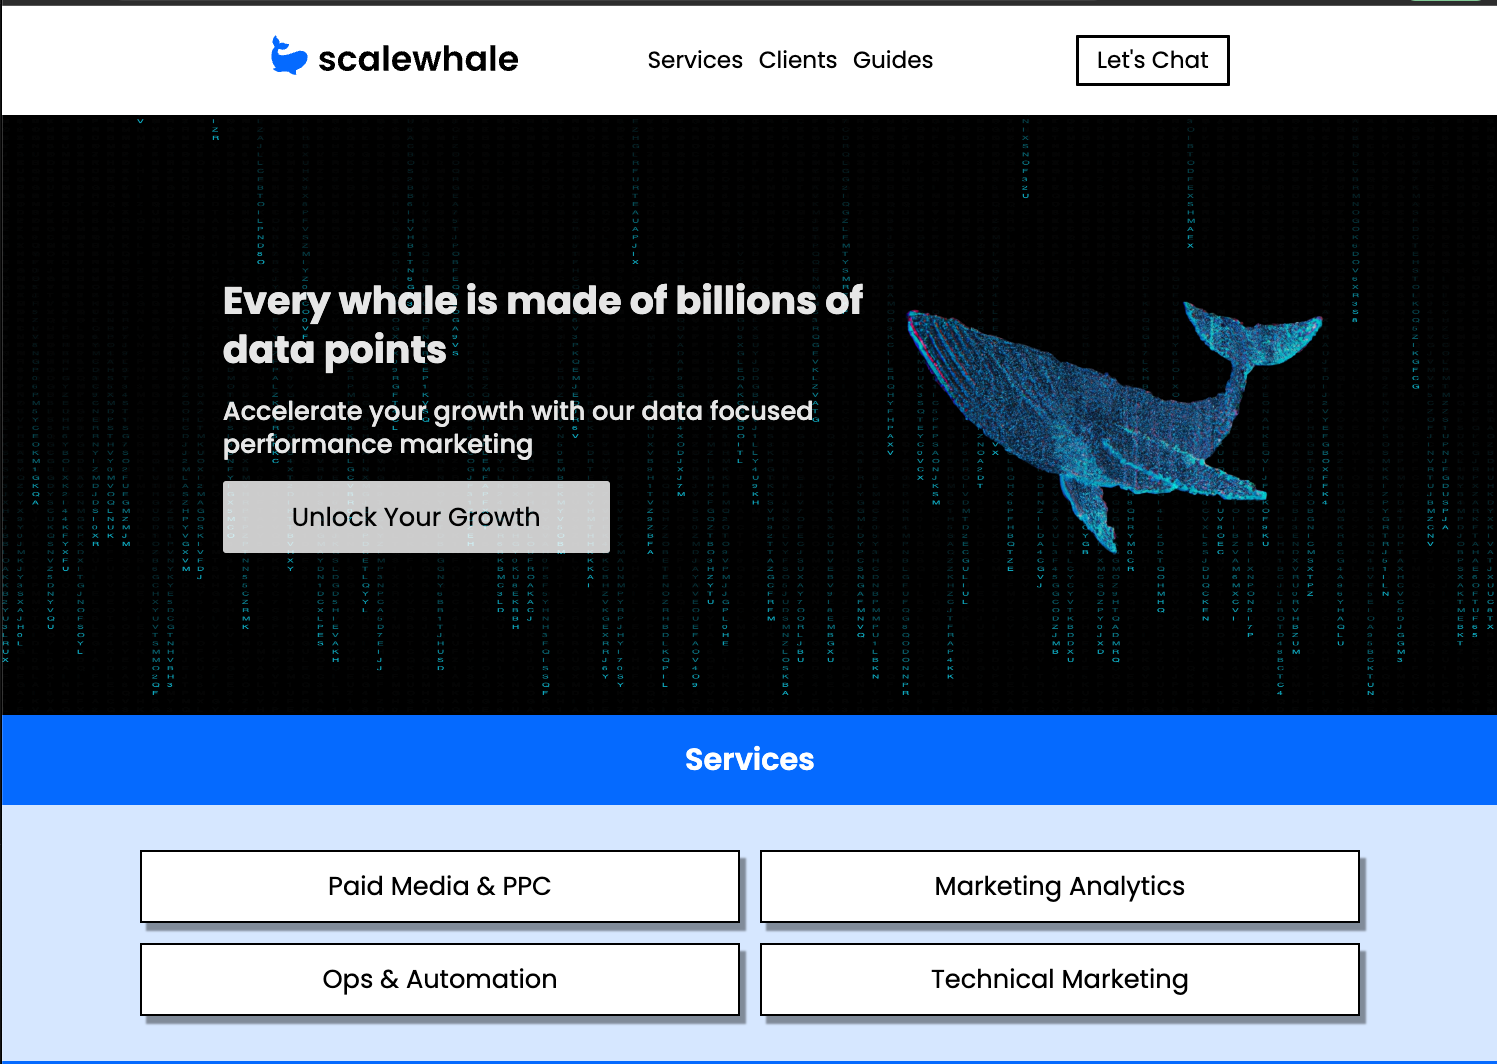 scalewhale
Services Clients Guides
Let's Chat
Every whale is made of billions of
data points
Accelerate your growth with our data focused
performance marketing
Unlock Your Growth
Services
Paid Media & PPC
Marketing Analytics
Ops & Automation
Technical Marketing